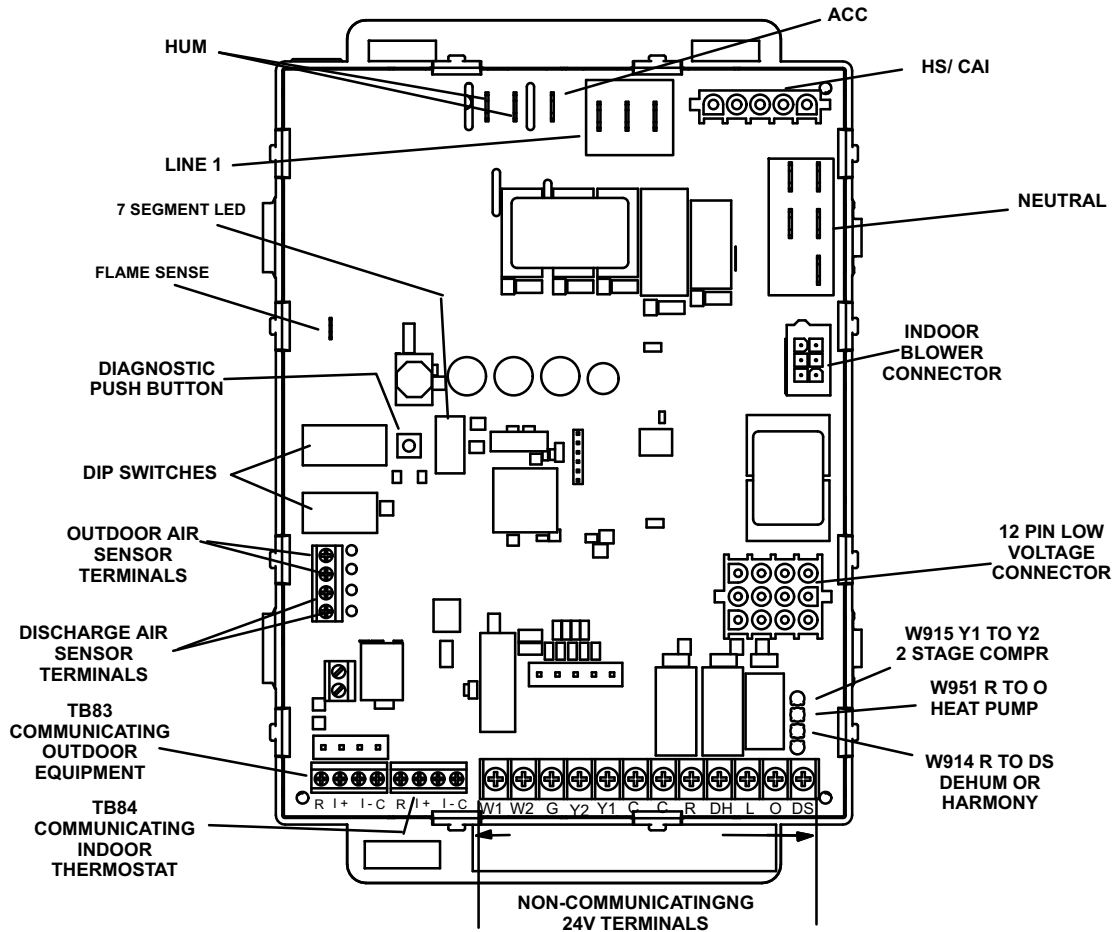 ACC
HUM
HS/ CAI
LINE 1
7 SEGMENT LED
NEUTRAL
FLAME SENSE
DIAGNOSTIC
PUSH BUTTON
INDOOR
BLOWER
CONNECTOR
DIP SWITCHES
OUTDOOR AIR
SENSOR
TERMINALS
12 PIN LOW
VOLTAGE
CONNECTOR
DISCHARGE AIR
SENSOR
TERMINALS
W915 Y1 TO Y2
2 STAGE COMPR
W951 R TO O
HEAT PUMP
TB83
COMMUNICATING
OUTDOOR
EQUIPMENT
W914 R TO DS
DEHUM OR
HARMONY
R I + I - C R I + I - C
W1 W2 G Y2 Y1 C C R DH L O DS
TB84
COMMUNICATING
INDOOR
THERMOSTAT
NON-COMMUNICATINGNG
24V TERMINALS